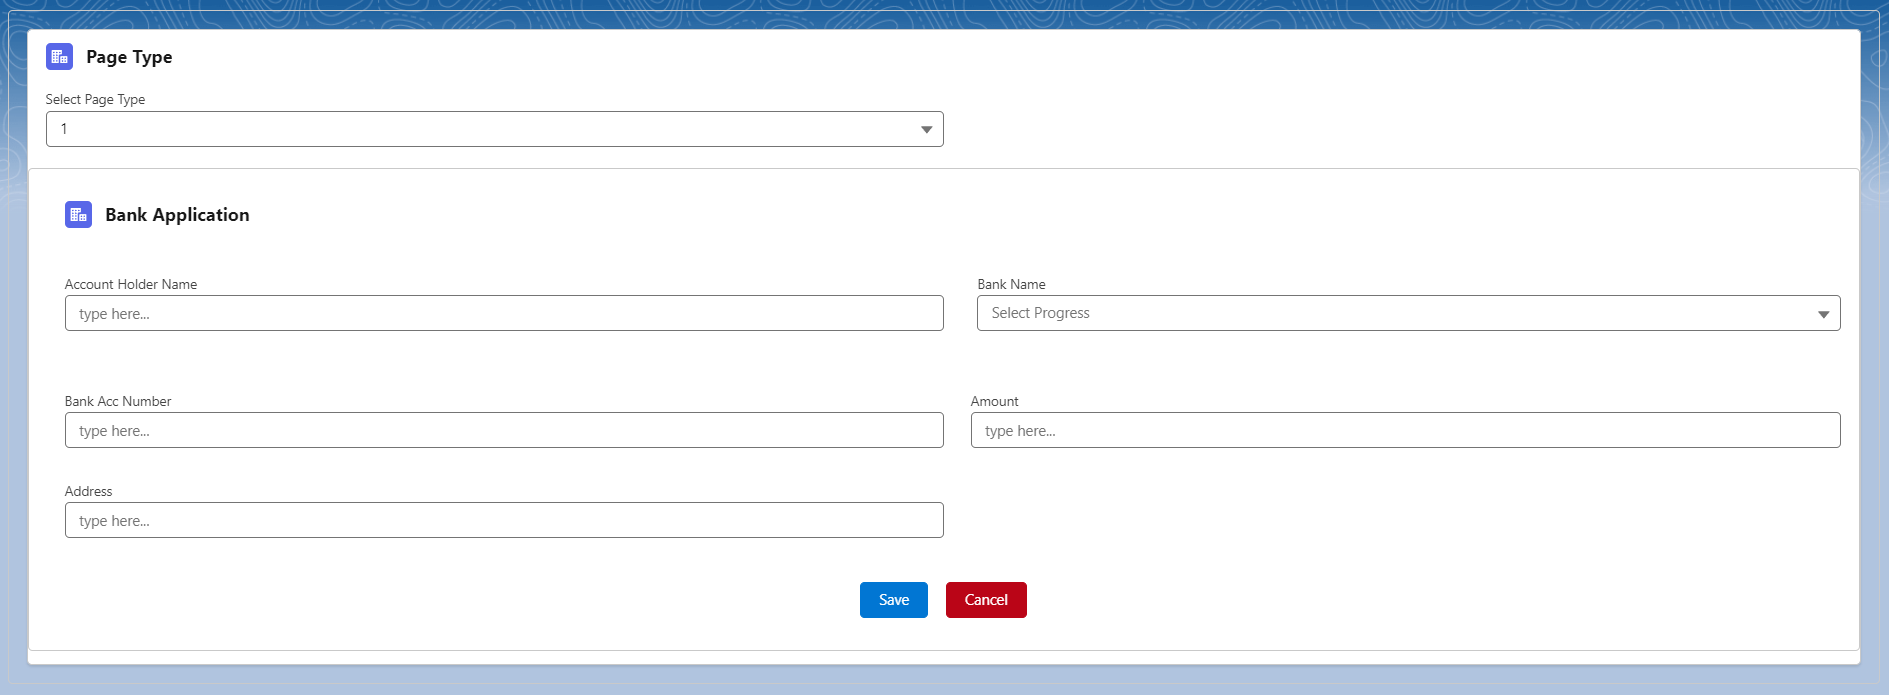 Page Type
Select Page Type
1
Bank Application
Account Holder Name
Bank Name
type here...
Select Progress
Bank Acc Number
Amount
type here...
type here...
Address
type here...
Save
Cancel